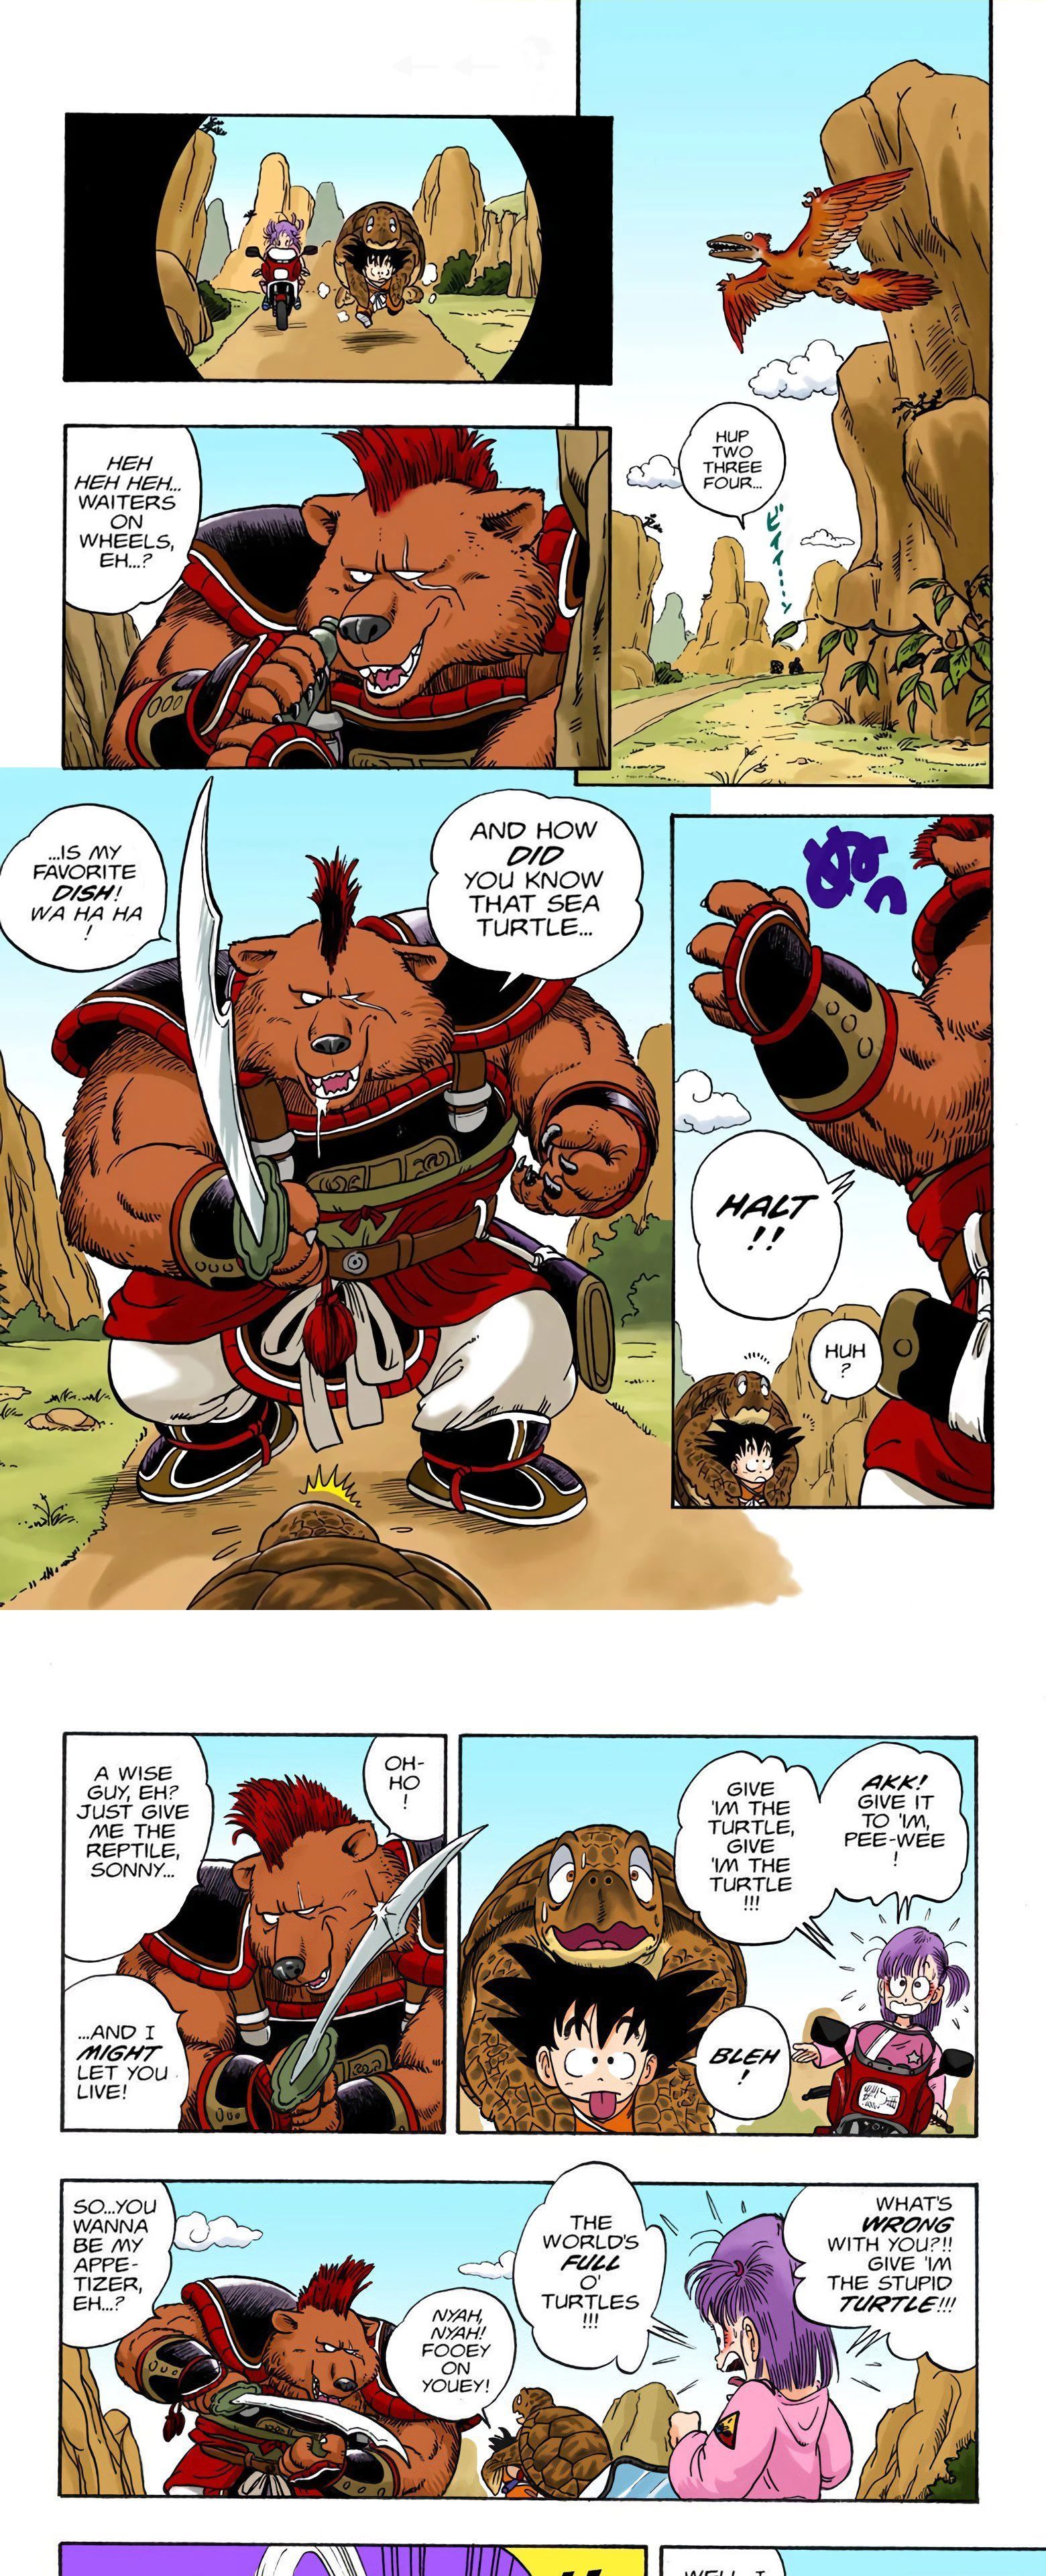 HUP
TWO
THREE
FOUR...
ビイイ・・・・ッ
HEH
HEH HEH...
WAITERS
ON
WHEELS,
EH...?
HALT
!!
HUH
?
AND HOW
DID
YOU KNOW
THAT SEA
TURTLE...
...IS MY
FAVORITE
DISH!
WA HA HA
!
AKK!
GIVE IT
TO 'IM,
PEE-WEE
!
GIVE
'IM THE
TURTLE,
GIVE
'IM THE
TURTLE
!!!
BLEH
!
OH-
HO
!
A WISE
GUY, EH?
JUST GIVE
ME THE
REPTILE,
SONNY...
...AND I
MIGHT
LET YOU
LIVE!
WHAT'S
WRONG
WITH YOU?!!
GIVE 'IM
THE STUPID
TURTLE!!!
THE
WORLD'S
FULL
O'
TURTLES
!!!
NYAH,
NYAH!
FOOEY
ON
YOUEY!
SO...YOU
WANNA
BE MY
APPE-
TIZER,
EH...?
WELL, I